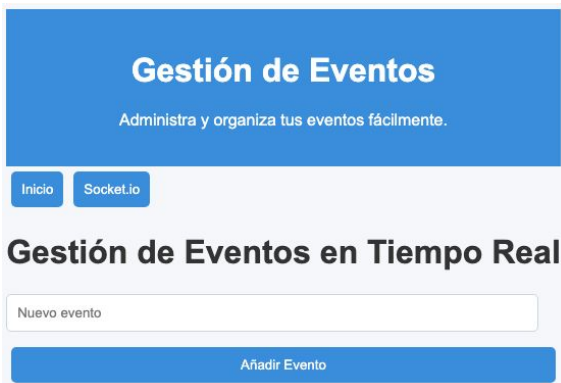 Gestión de Eventos
Administra y organiza tus eventos fácilmente.
Inicio Socket.io
Gestión de Eventos en Tiempo Real
Nuevo evento
Añadir Evento